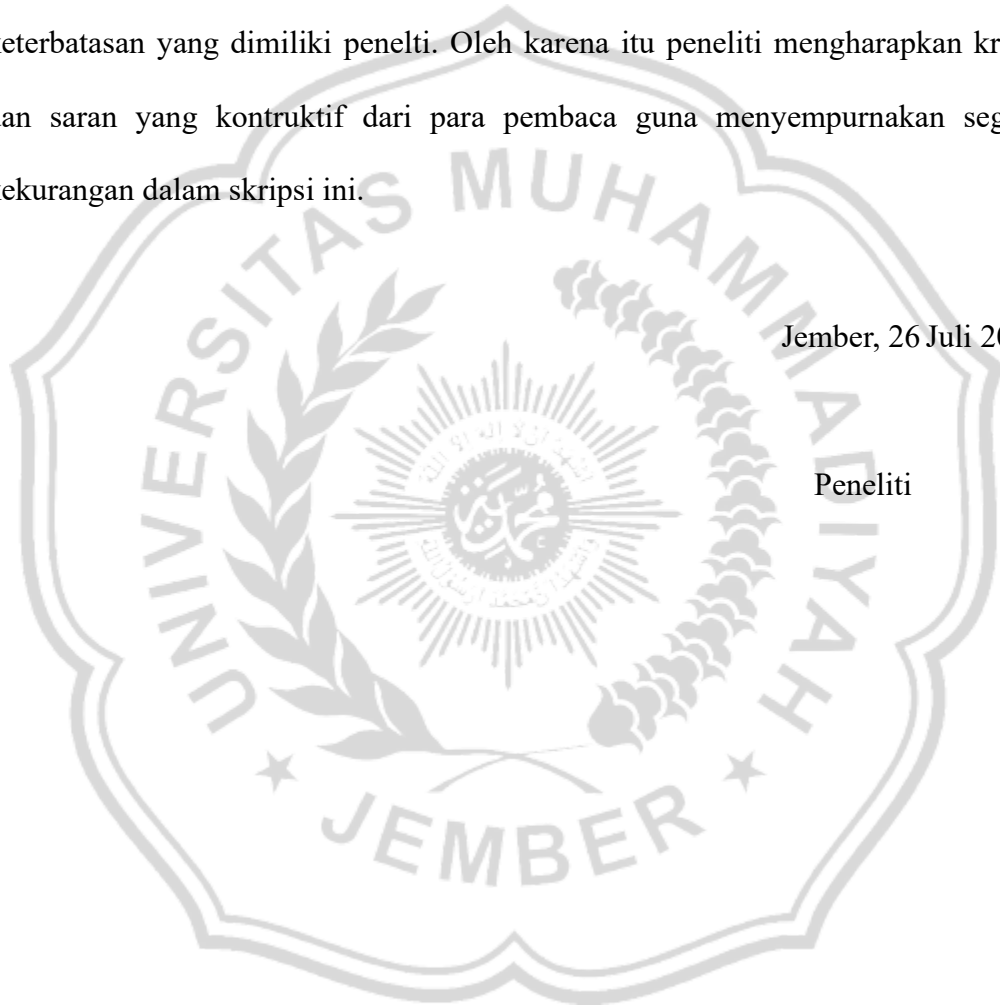 keterbatasan yang dimiliki penelti. Oleh karena itu peneliti mengharapkan kr
dan saran yang kontruktif dari para pembaca guna menyempurnakan seg
kekurangan dalam skripsi ini.
Jember, 26 Juli 20
Peneliti
UNIVERSITAS MUHAMMADIYAH
JEMBER